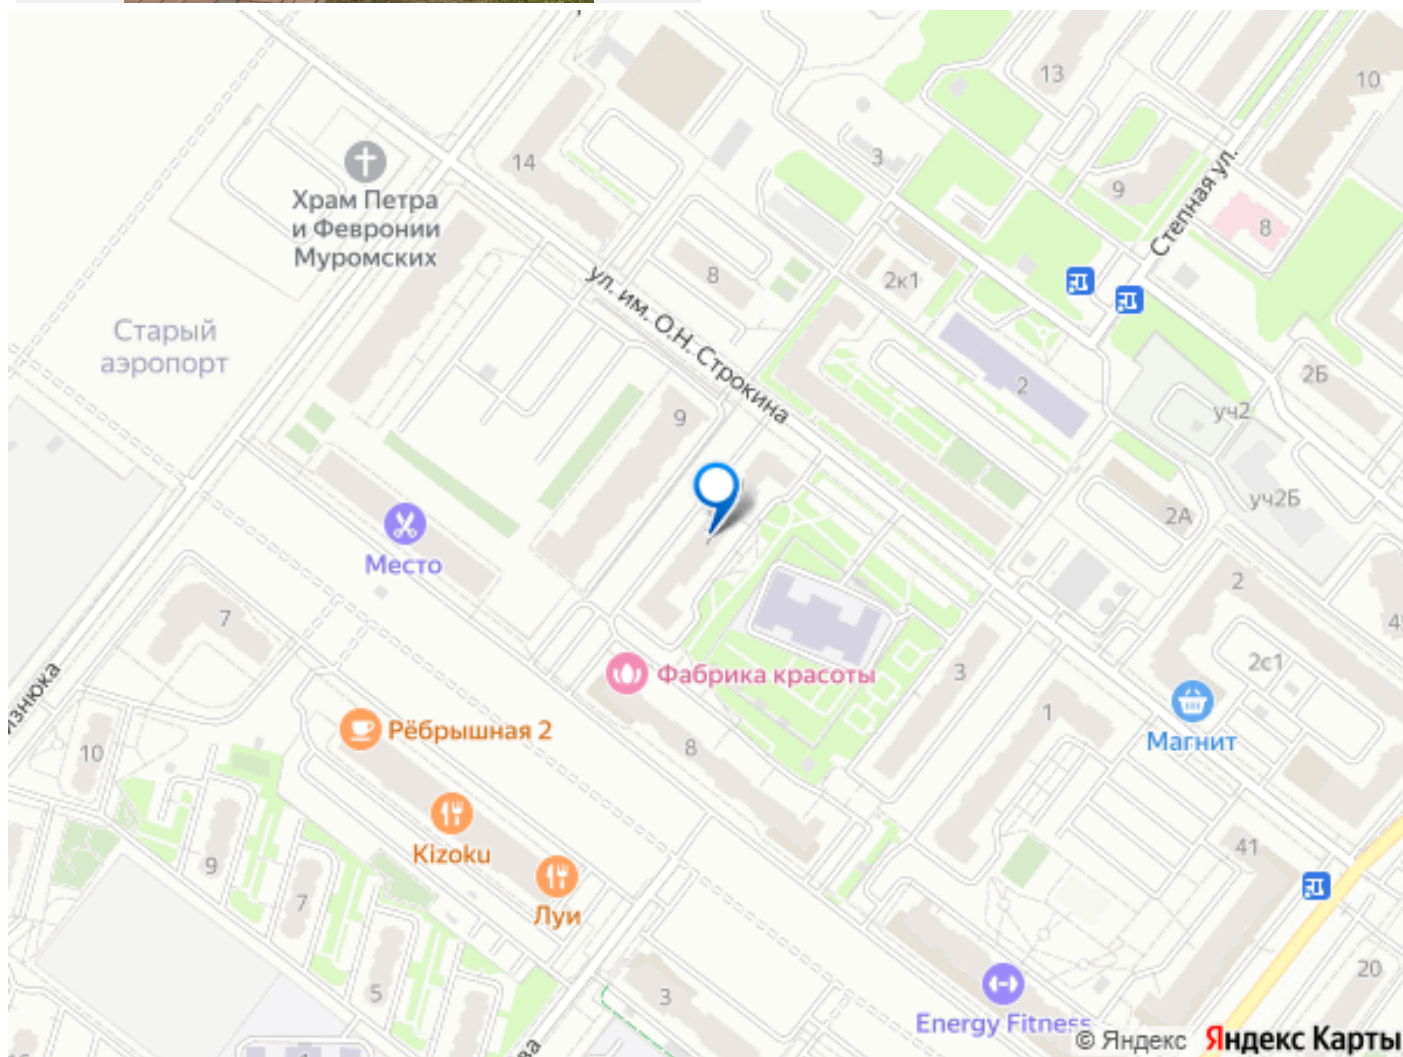 13
10
14
3
9
Степная ул.
8
Храм Петра
и Февронии
Муромских
8
2к1
ул. им. О.Н. Строкина
Старый
аэропорт
2
2Б
уч2
9
уч2Б
2А
Место
2
7
3
2с1
Фабрика красоты
1
Магнит
Рёбрышная 2
8
10
Kizoku
41
9
7
Луи
5
3
20
Energy Fitness
© Яндекс Яндекс Карты